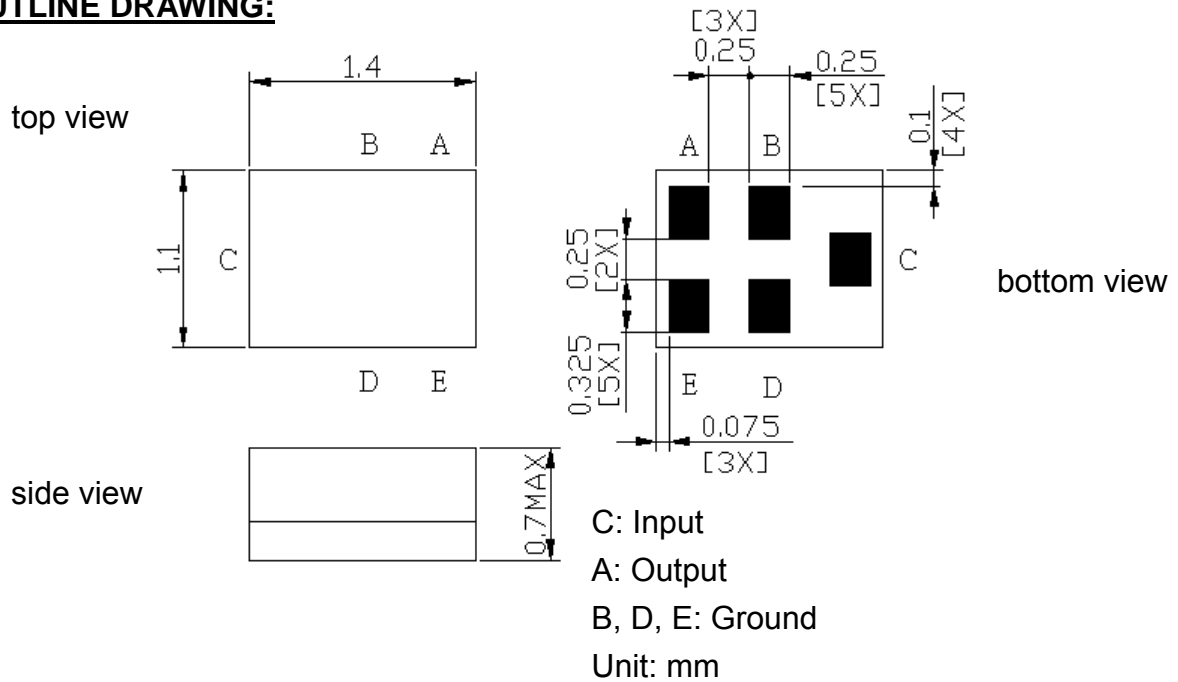 UTLINE DRAWING:
[3X]
0.25
0.25
[5X]
1.4
top view
B A
A B
0.1
[4X]
1.1
C
0.25
[2X]
C
bottom view
D E
0.325
[5X]
E D
0.075
[3X]
side view
0.7MAX
C: Input
A: Output
B, D, E: Ground
Unit: mm